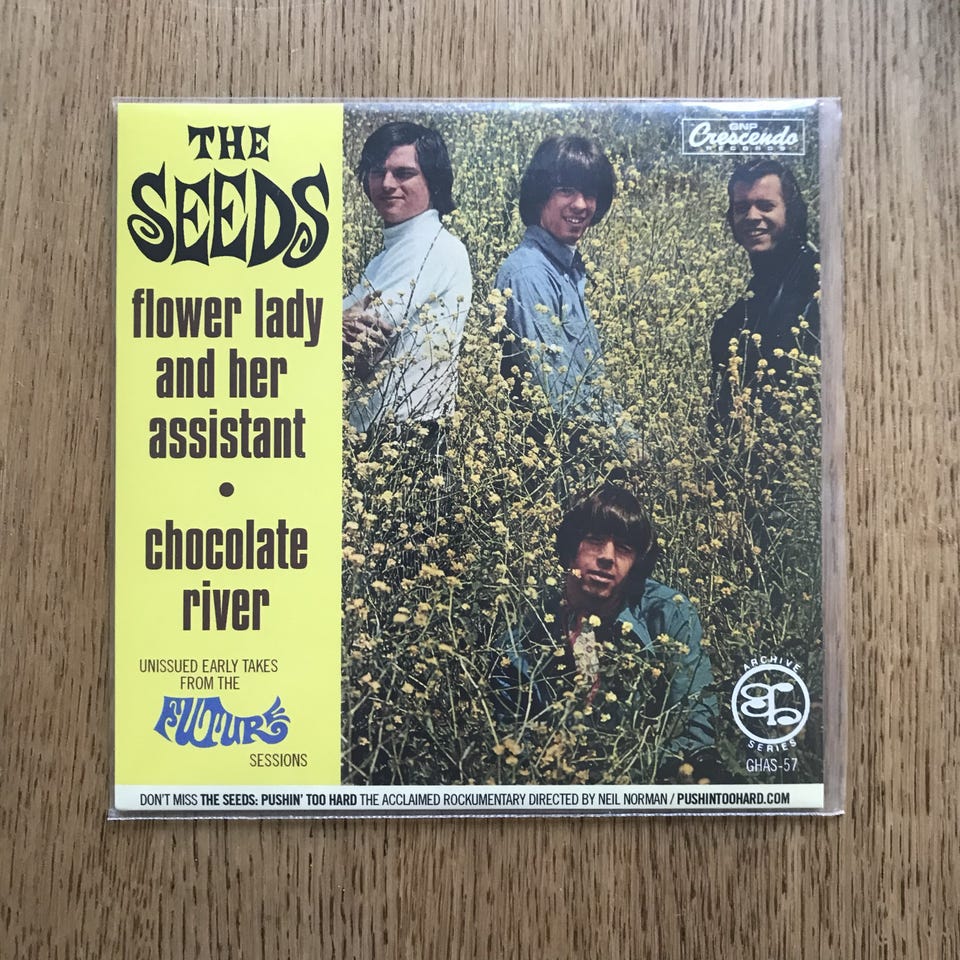 THE
SEEDS
flower lady
and her
assistant
•
chocolate
river
UNISSUED EARLY TAKES
FROM THE
FUTURE
SESSIONS
GNP
Crescendo
RECORDS
ARCHIVE
SERIES
GHAS-57
DON'T MISS THE SEEDS: PUSHIN' TOO HARD THE ACCLAIMED ROCKUMENTARY DIRECTED BY NEIL NORMAN / PUSHINTOOHARD.COM